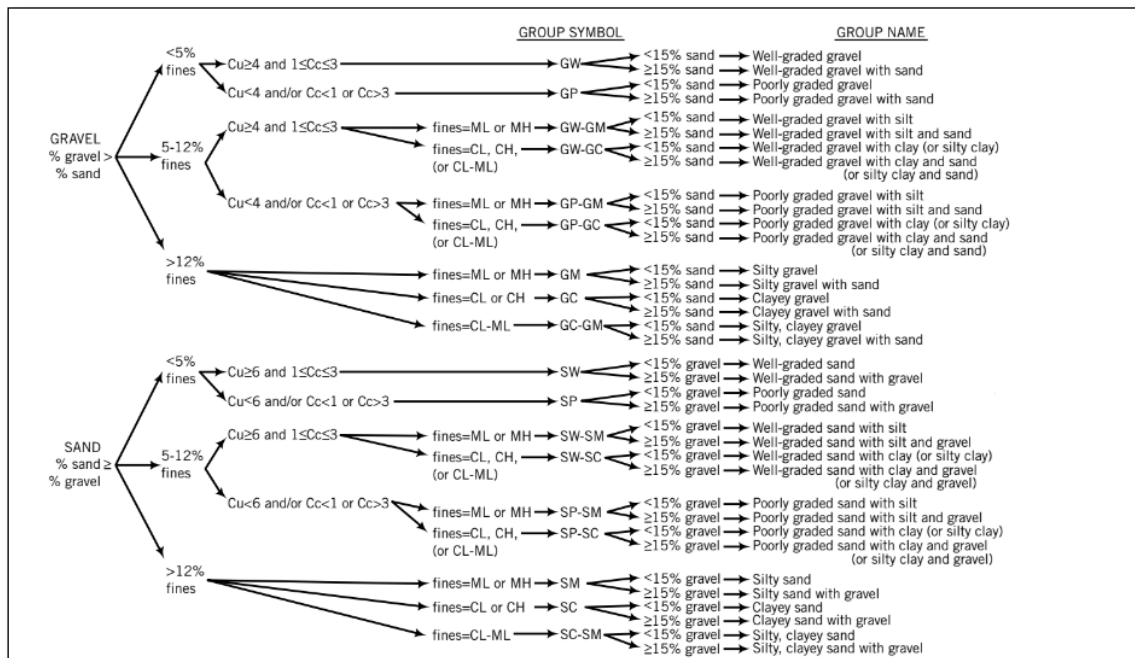 GROUP SYMBOL GROUP NAME
<5% fines Cu≥4 and 1≤Cc≤3 GW <15% sand Well-graded gravel
≥15% sand Well-graded gravel with sand
Cu<4 and/or Cc<1 or Cc>3 GP <15% sand Poorly graded gravel
≥15% sand Poorly graded gravel with sand
GRAVEL
% gravel >
% sand
5-12% fines Cu≥4 and 1≤Cc≤3 fines=ML or MH GW-GM <15% sand Well-graded gravel with silt
≥15% sand Well-graded gravel with silt and sand
fines=CL, CH, (or CL-ML) GW-GC <15% sand Well-graded gravel with clay (or silty clay)
≥15% sand Well-graded gravel with clay and sand
(or silty clay and sand)
Cu<4 and/or Cc<1 or Cc>3 fines=ML or MH GP-GM <15% sand Poorly graded gravel with silt
≥15% sand Poorly graded gravel with silt and sand
fines=CL, CH, (or CL-ML) GP-GC <15% sand Poorly graded gravel with clay (or silty clay)
≥15% sand Poorly graded gravel with clay and sand
(or silty clay and sand)
>12% fines fines=ML or MH GM <15% sand Silty gravel
≥15% sand Silty gravel with sand
fines=CL or CH GC <15% sand Clayey gravel
≥15% sand Clayey gravel with sand
fines=CL-ML GC-GM <15% sand Silty, clayey gravel
≥15% sand Silty, clayey gravel with sand
<5% fines Cu≥6 and 1≤Cc≤3 SW <15% gravel Well-graded sand
≥15% gravel Well-graded sand with gravel
Cu<6 and/or Cc<1 or Cc>3 SP <15% gravel Poorly graded sand
≥15% gravel Poorly graded sand with gravel
SAND
% sand ≥
% gravel
5-12% fines Cu≥6 and 1≤Cc≤3 fines=ML or MH SW-SM <15% gravel Well-graded sand with silt
≥15% gravel Well-graded sand with silt and gravel
fines=CL, CH, (or CL-ML) SW-SC <15% gravel Well-graded sand with clay (or silty clay)
≥15% gravel Well-graded sand with clay and gravel
(or silty clay and gravel)
Cu<6 and/or Cc<1 or Cc>3 fines=ML or MH SP-SM <15% gravel Poorly graded sand with silt
≥15% gravel Poorly graded sand with silt and gravel
fines=CL, CH, (or CL-ML) SP-SC <15% gravel Poorly graded sand with clay (or silty clay)
≥15% gravel Poorly graded sand with clay and gravel
(or silty clay and gravel)
>12% fines fines=ML or MH SM <15% gravel Silty sand
≥15% gravel Silty sand with gravel
fines=CL or CH SC <15% gravel Clayey sand
≥15% gravel Clayey sand with gravel
fines=CL-ML SC-SM <15% gravel Silty, clayey sand
≥15% gravel Silty, clayey sand with gravel